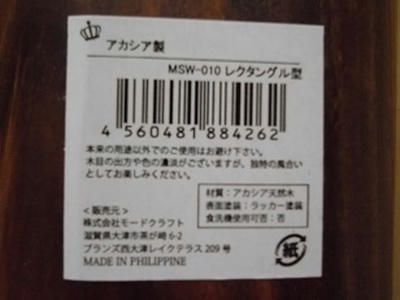 アカシア製
MSW-010 レクタングル型
4 560481 884262
本来の用途以外でのご使用はお避け下さい。
木目の出方や色の濃淡がございますが、独特の風合い
としてお楽しみ下さい。
材質：アカシア天然木
表面塗装：ラッカー塗装
食洗機使用可否：否
＜販売元＞
株式会社モードクラフト
滋賀県大津市茶が崎6-2
ブランズ西大津レイクテラス 209 号
MADE IN PHILIPPINE
紙